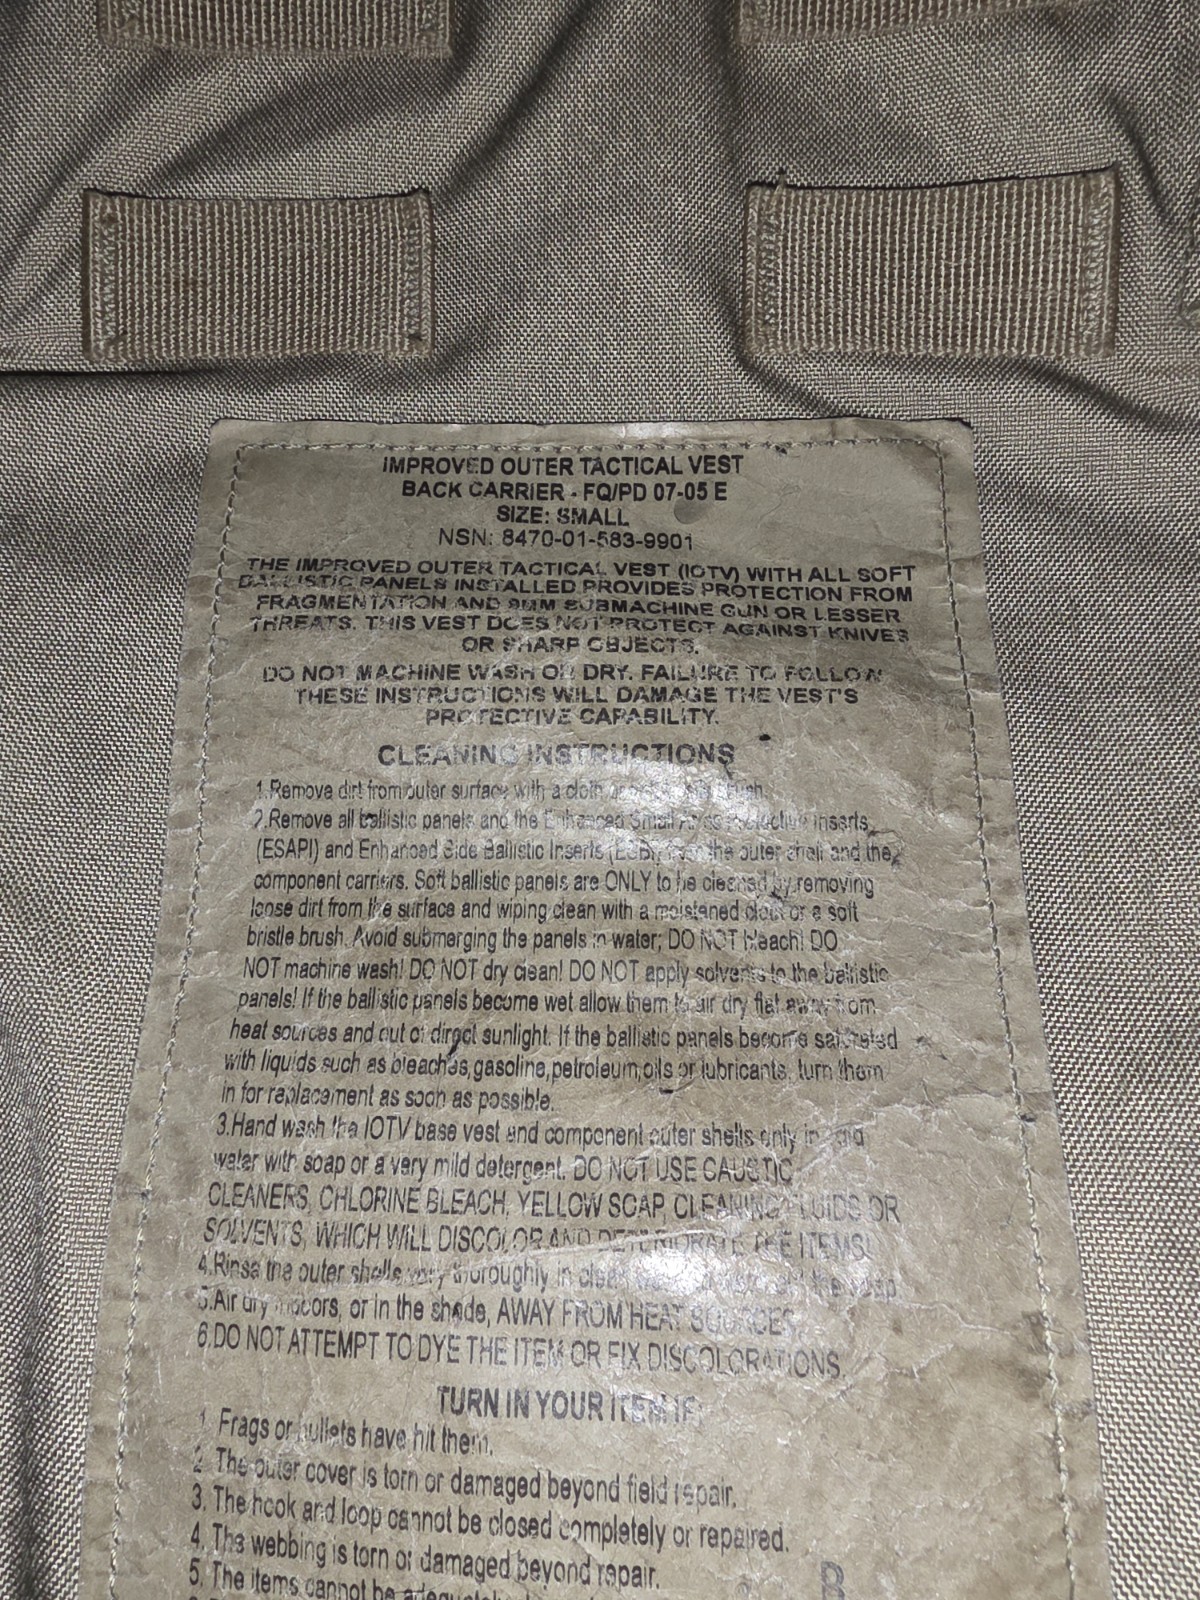 IMPROVED OUTER TACTICAL VEST
BACK CARRIER - FQ/PD 07-05 E
SIZE: SMALL
NSN: 8470-01-583-9901
THE IMPROVED OUTER TACTICAL VEST (IOTV) WITH ALL SOFT
BALLISTIC PANELS INSTALLED PROVIDES PROTECTION FROM
FRAGMENTATION AND 9MM SUBMACHINE GUN OR LESSER
THREATS. THIS VEST DOES NOT PROTECT AGAINST KNIVES
OR SHARP OBJECTS.
DO NOT MACHINE WASH OR DRY. FAILURE TO FOLLOW
THESE INSTRUCTIONS WILL DAMAGE THE VEST'S
PROTECTIVE CAPABILITY.
CLEANING INSTRUCTIONS
1.Remove dirt from outer surface with a cloth or brush.
2.Remove all ballistic panels and the Enhanced Small Arms Protective Inserts
(ESAPI) and Enhanced Side Ballistic Inserts (ESBI) from the outer shell and the
component carriers. Soft ballistic panels are ONLY to be cleaned by removing
loose dirt from the surface and wiping clean with a moistened cloth or a soft
bristle brush. Avoid submerging the panels in water; DO NOT bleach! DO
NOT machine wash! DO NOT dry clean! DO NOT apply solvents to the ballistic
panels! If the ballistic panels become wet allow them to air dry flat away from
heat sources and out of direct sunlight. If the ballistic panels become saturated
with liquids such as bleaches,gasoline,petroleum,oils or lubricants, turn them
in for replacement as soon as possible.
3.Hand wash the IOTV base vest and component outer shells only in cold
water with soap or a very mild detergent. DO NOT USE CAUSTIC
CLEANERS, CHLORINE BLEACH, YELLOW SOAP, CLEANING FLUIDS OR
SOLVENTS, WHICH WILL DISCOLOR AND DETERIORATE THE ITEMS!
4.Rinse the outer shells very thoroughly in clean the soap
5.Air dry indoors, or in the shade, AWAY FROM HEAT SOURCES.
6.DO NOT ATTEMPT TO DYE THE ITEM OR FIX DISCOLORATIONS.
TURN IN YOUR ITEM IF:
1. Frags or bullets have hit them.
2. The outer cover is torn or damaged beyond field repair.
3. The hook and loop cannot be closed completely or repaired.
4. The webbing is torn or damaged beyond repair.
5. The items cannot be adequately
B